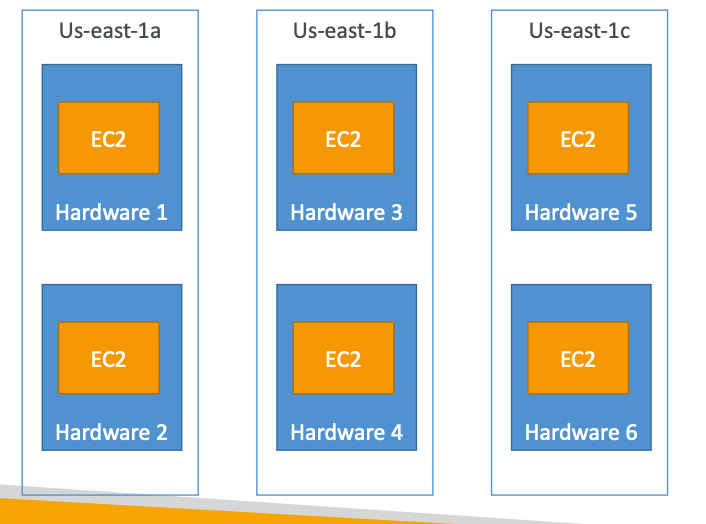 Us-east-1a
Us-east-1b
Us-east-1c
EC2
Hardware 1
EC2
Hardware 3
EC2
Hardware 5
EC2
Hardware 2
EC2
Hardware 4
EC2
Hardware 6